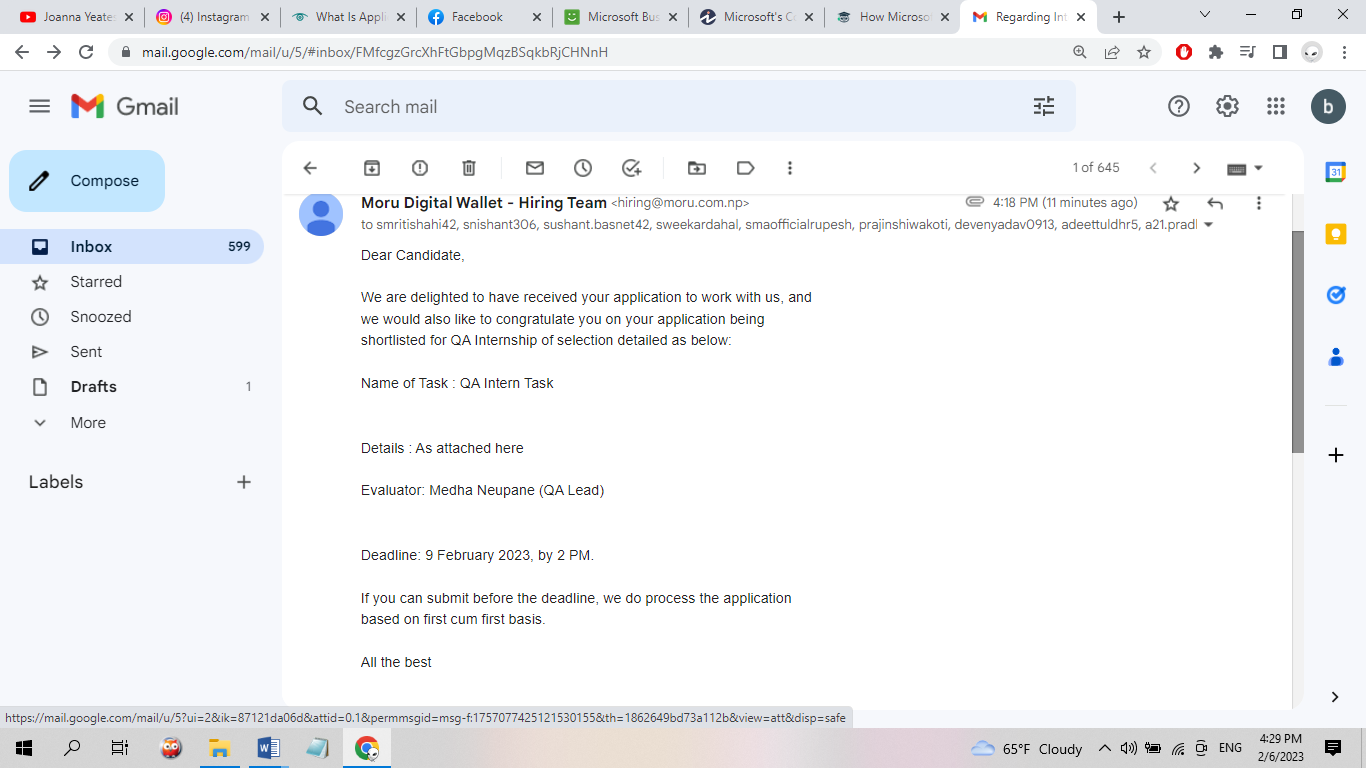 Joanna Yeates
(4) Instagram
What Is Appli
Facebook
Microsoft Bus
Microsoft's C
How Microso
Regarding Int
mail.google.com/mail/u/5/#inbox/FMfcgzGrcXhFtGbpgMqzBSqkbRjCHNnH
Gmail
Search mail
b
Compose
1 of 645
31
Moru Digital Wallet - Hiring Team <hiring@moru.com.np>
4:18 PM (11 minutes ago)
to smritishahi42, snishant306, sushant.basnet42, sweekardahal, smaofficialrupesh, prajinshiwakoti, devenyadav0913, adeettuldhr5, a21.pradl
Inbox 599
Starred
Snoozed
Sent
Drafts 1
More
Labels
Dear Candidate,
We are delighted to have received your application to work with us, and
we would also like to congratulate you on your application being
shortlisted for QA Internship of selection detailed as below:
Name of Task : QA Intern Task
Details : As attached here
Evaluator: Medha Neupane (QA Lead)
Deadline: 9 February 2023, by 2 PM.
If you can submit before the deadline, we do process the application
based on first cum first basis.
All the best
https://mail.google.com/mail/u/5?ui=2&ik=87121da06d&attid=0.1&permmsgid=msg-f:1757077425121530155&th=1862649bd73a112b&view=att&disp=safe
65°F Cloudy
ENG
4:29 PM
2/6/2023